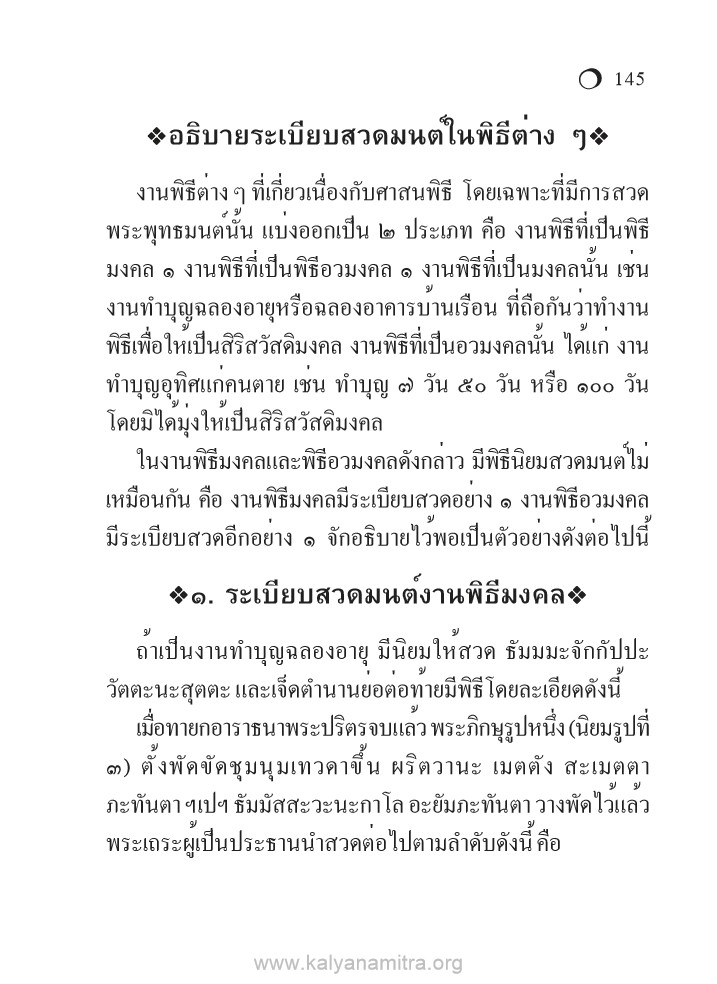 ❍ 145
❖อธิบายระเบียบสวดมนต์ในพิธีต่าง ๆ❖
งานพิธีต่าง ๆ ที่เกี่ยวเนื่องกับศาสนพิธี โดยเฉพาะที่มีการสวด
พระพุทธมนต์นั้น แบ่งออกเป็น ๒ ประเภท คือ งานพิธีที่เป็นพิธี
มงคล ๑ งานพิธีที่เป็นพิธีอวมงคล ๑ งานพิธีที่เป็นมงคลนั้น เช่น
งานทำบุญฉลองอายุหรือฉลองอาคารบ้านเรือน ที่ถือกันว่าทำงาน
พิธีเพื่อให้เป็นสิริสวัสดิมงคล งานพิธีที่เป็นอวมงคลนั้น ได้แก่ งาน
ทำบุญอุทิศแก่คนตาย เช่น ทำบุญ ๗ วัน ๕๐ วัน หรือ ๑๐๐ วัน
โดยมิได้มุ่งให้เป็นสิริสวัสดิมงคล
ในงานพิธีมงคลและพิธีอวมงคลดังกล่าว มีพิธีนิยมสวดมนต์ไม่
เหมือนกัน คือ งานพิธีมงคลมีระเบียบสวดอย่าง ๑ งานพิธีอวมงคล
มีระเบียบสวดอีกอย่าง ๑ จักอธิบายไว้พอเป็นตัวอย่างดังต่อไปนี้
❖๑. ระเบียบสวดมนต์งานพิธีมงคล❖
ถ้าเป็นงานทำบุญฉลองอายุ มีนิยมให้สวด ธัมมมะจักกัปปะ
วัตตะนะสุตตะ และเจ็ดตำนานย่อต่อท้ายมีพิธีโดยละเอียดดังนี้
เมื่อทายกอาราธนาพระปริตรจบแล้ว พระภิกษุรูปหนึ่ง (นิยมรูปที่
๓) ตั้งพัดขัดชุมนุมเทวดาขึ้น ผริตวานะ เมตตัง สะเมตตา
ภะทันตา ฯเปฯ ธัมมัสสะวะนะกาโล อะยัมภะทันตา วางพัดไว้แล้ว
พระเถระผู้เป็นประธานนำสวดต่อไปตามลำดับดังนี้ คือ
www.kalyanamitra.org